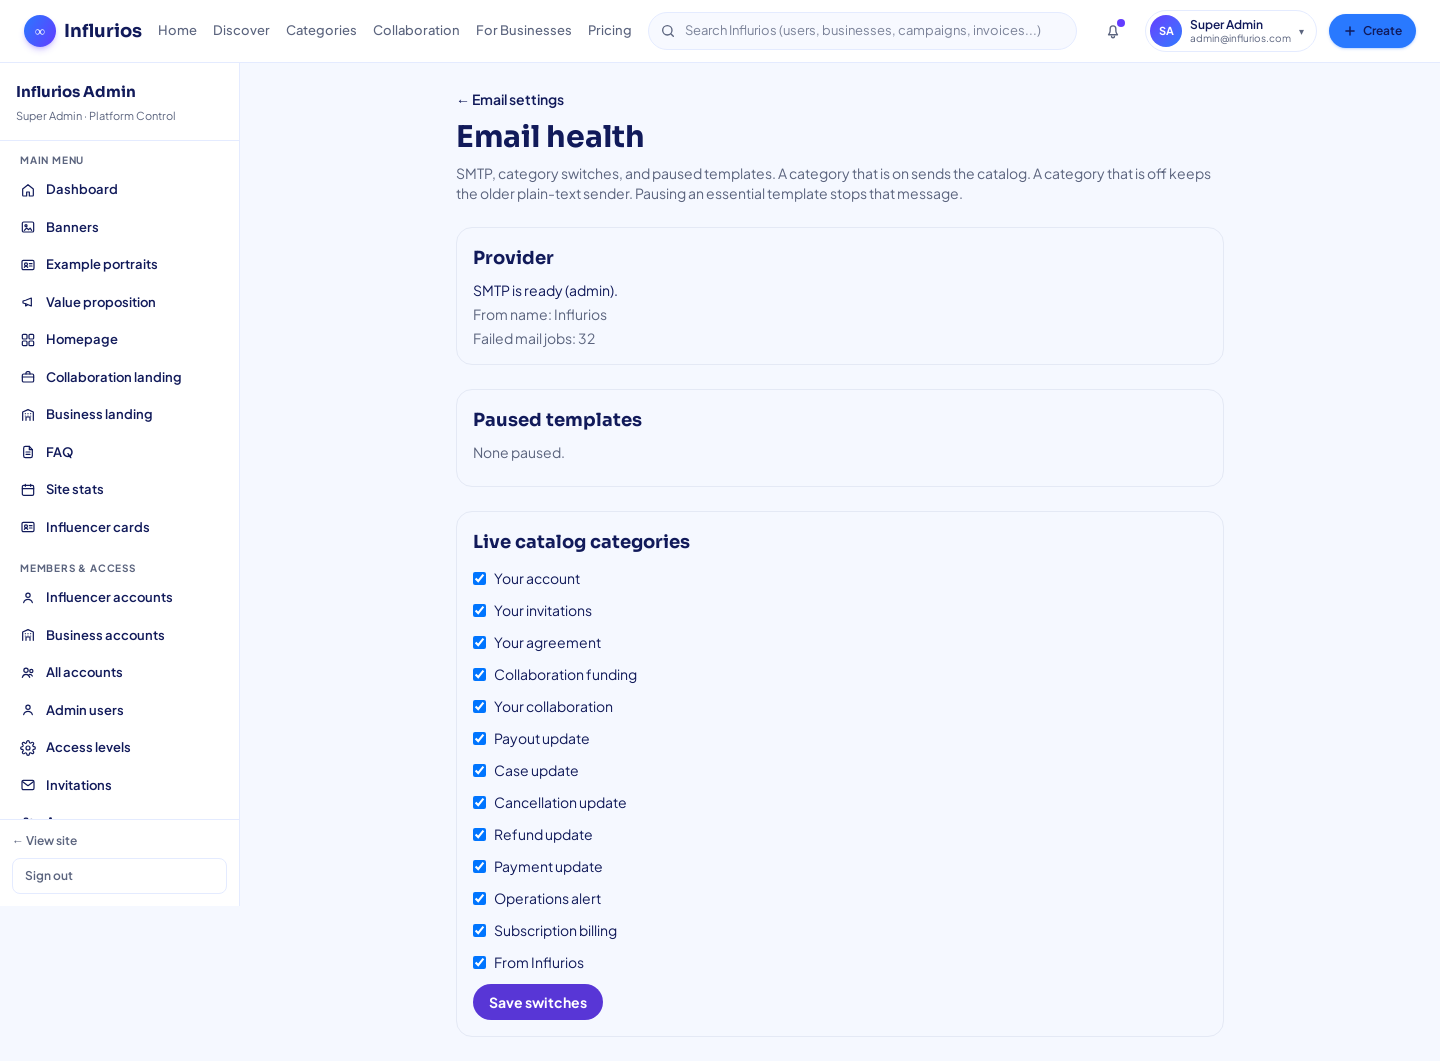 ∞ Influrios
Home
Discover
Categories
Collaboration
For Businesses
Pricing
Search Influrios (users, businesses, campaigns, invoices...)
SA
Super Admin
admin@influrios.com
▾
+ Create
Influrios Admin
Super Admin · Platform Control
MAIN MENU
Dashboard
Banners
Example portraits
Value proposition
Homepage
Collaboration landing
Business landing
FAQ
Site stats
Influencer cards
MEMBERS & ACCESS
Influencer accounts
Business accounts
All accounts
Admin users
Access levels
Invitations
← View site
Sign out
← Email settings
Email health
SMTP, category switches, and paused templates. A category that is on sends the catalog. A category that is off keeps
the older plain-text sender. Pausing an essential template stops that message.
Provider
SMTP is ready (admin).
From name: Influrios
Failed mail jobs: 32
Paused templates
None paused.
Live catalog categories
Your account
Your invitations
Your agreement
Collaboration funding
Your collaboration
Payout update
Case update
Cancellation update
Refund update
Payment update
Operations alert
Subscription billing
From Influrios
Save switches